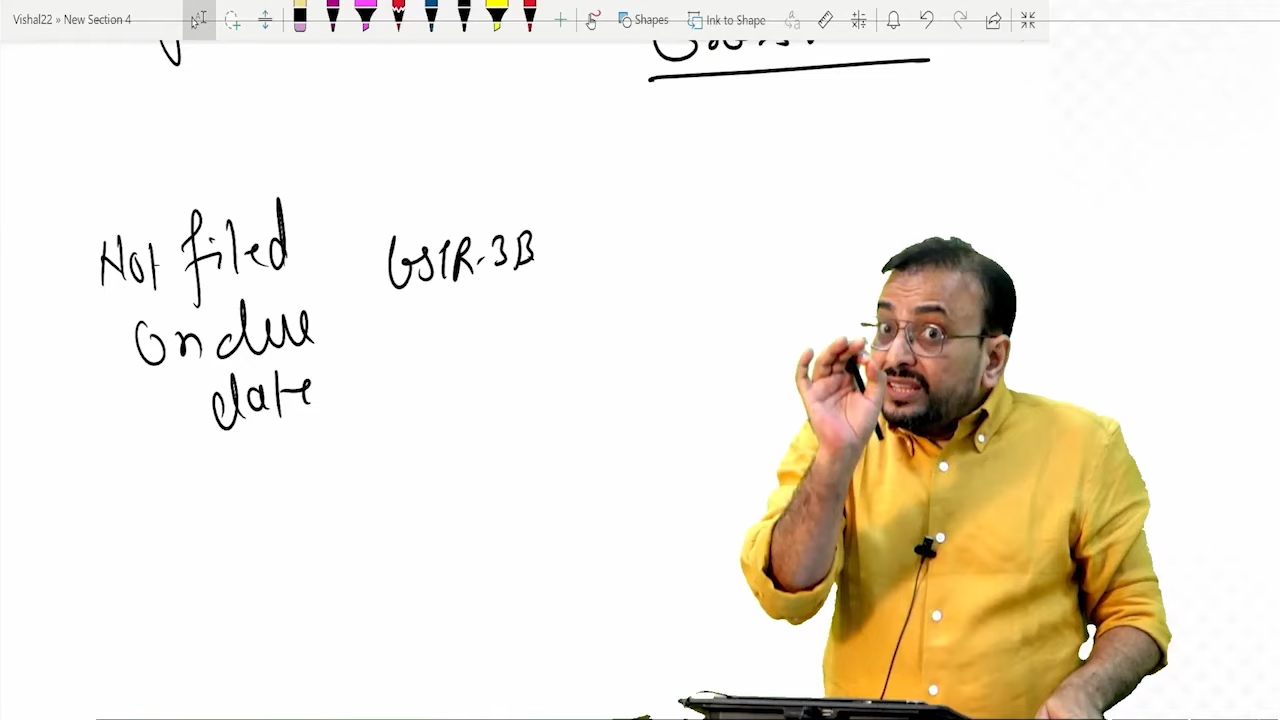 Vishal22 » New Section 4
Shapes
Ink to Shape
Not filed GSTR-3B
on due
date